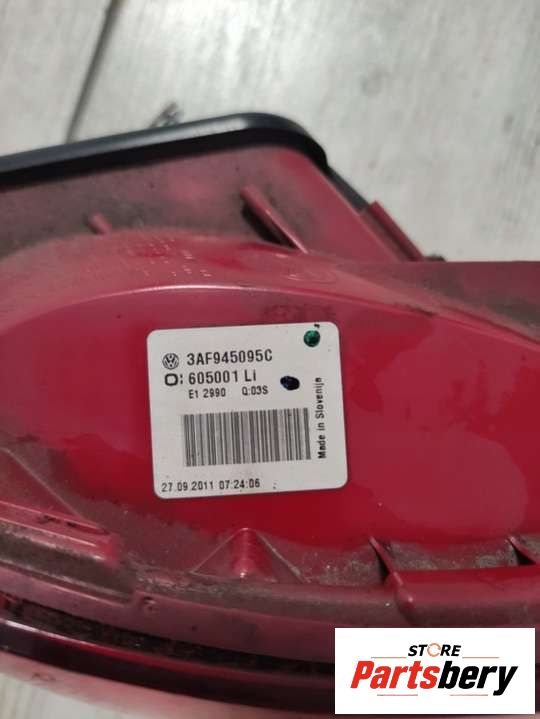 3AF945095C
O: 605001 Li
E1 2990 Q:03S
27.09.2011 07:24:06
Made in Slovenija
STORE
Partsbery